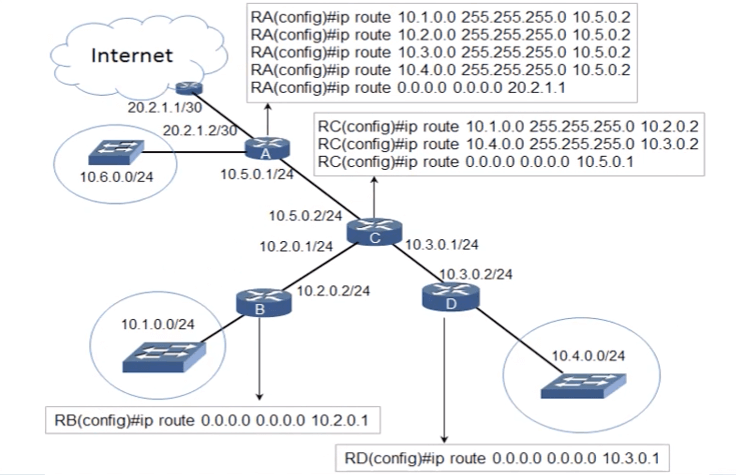 RA(config)#ip route 10.1.0.0 255.255.255.0 10.5.0.2
RA(config)#ip route 10.2.0.0 255.255.255.0 10.5.0.2
RA(config)#ip route 10.3.0.0 255.255.255.0 10.5.0.2
RA(config)#ip route 10.4.0.0 255.255.255.0 10.5.0.2
RA(config)#ip route 0.0.0.0 0.0.0.0 20.2.1.1
Internet
20.2.1.1/30
20.2.1.2/30
A
RC(config)#ip route 10.1.0.0 255.255.255.0 10.2.0.2
RC(config)#ip route 10.4.0.0 255.255.255.0 10.3.0.2
RC(config)#ip route 0.0.0.0 0.0.0.0 10.5.0.1
10.6.0.0/24
10.5.0.1/24
10.5.0.2/24
C
10.2.0.1/24
10.3.0.1/24
10.3.0.2/24
10.2.0.2/24
B
D
10.1.0.0/24
10.4.0.0/24
RB(config)#ip route 0.0.0.0 0.0.0.0 10.2.0.1
RD(config)#ip route 0.0.0.0 0.0.0.0 10.3.0.1